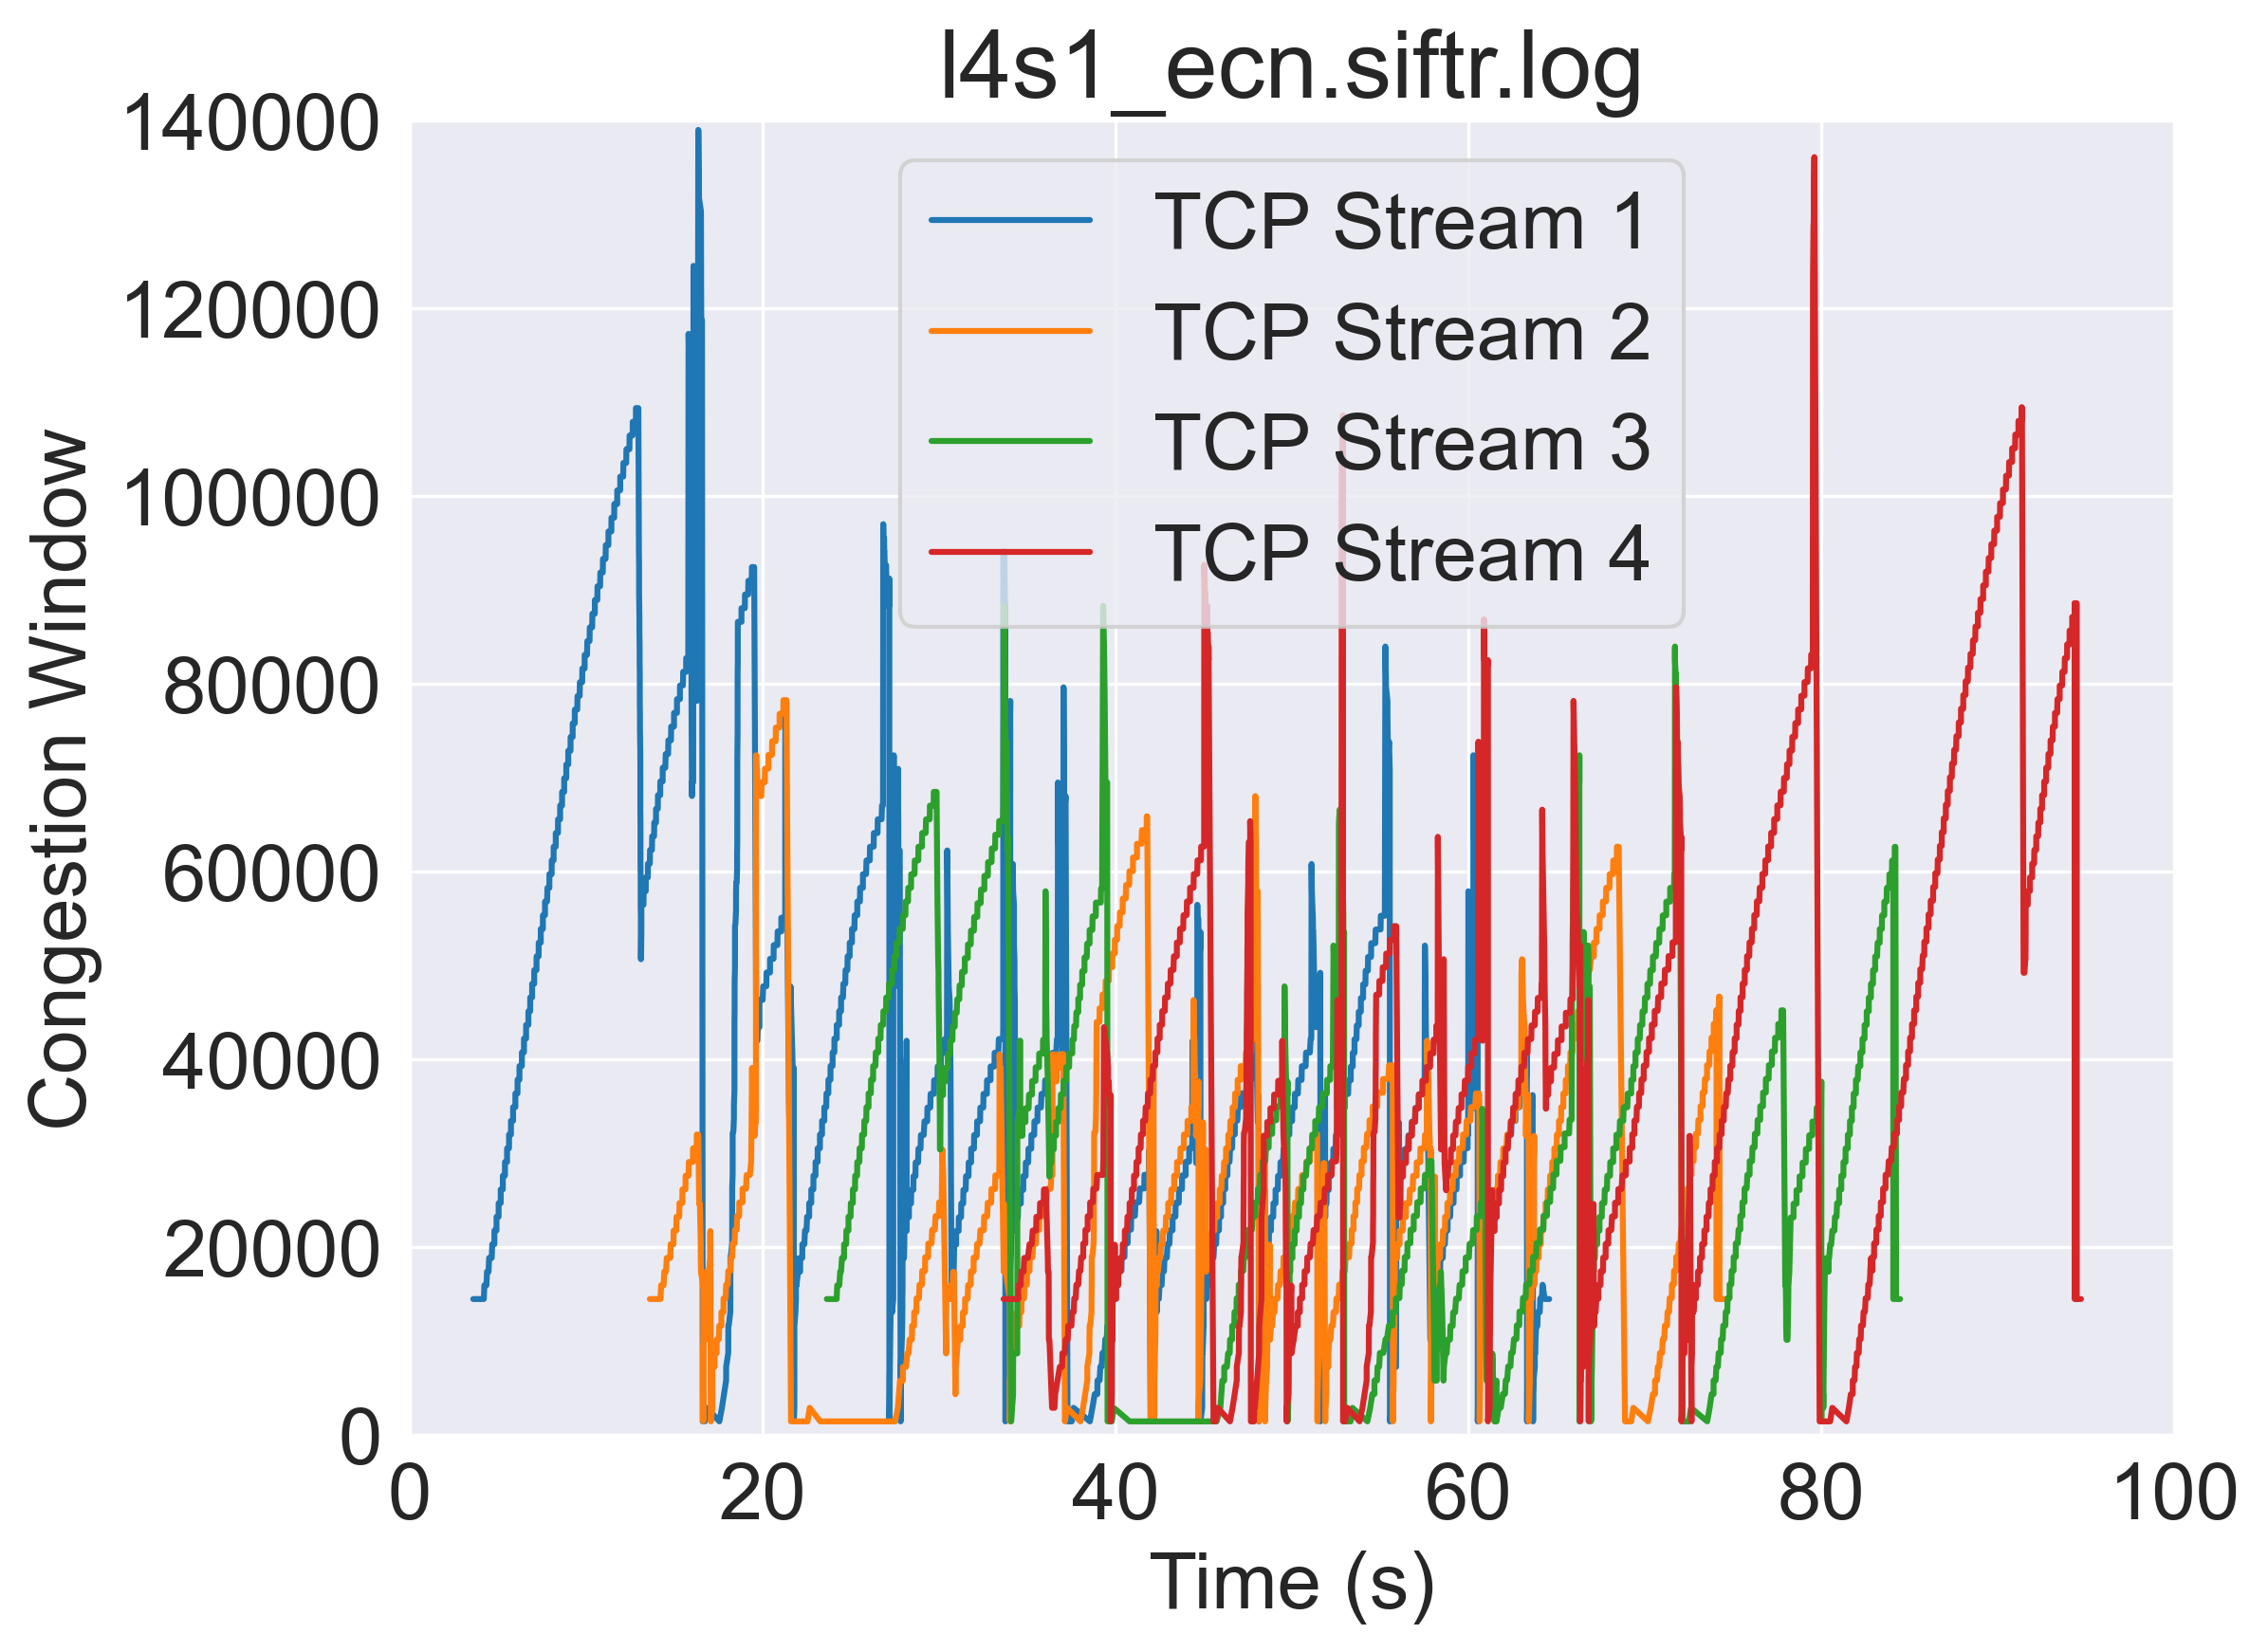 l4s1_ecn.siftr.log
140000
120000
100000
80000
60000
40000
20000
0
Congestion Window
TCP Stream 1
TCP Stream 2
TCP Stream 3
TCP Stream 4
0 20 40 60 80 100
Time (s)